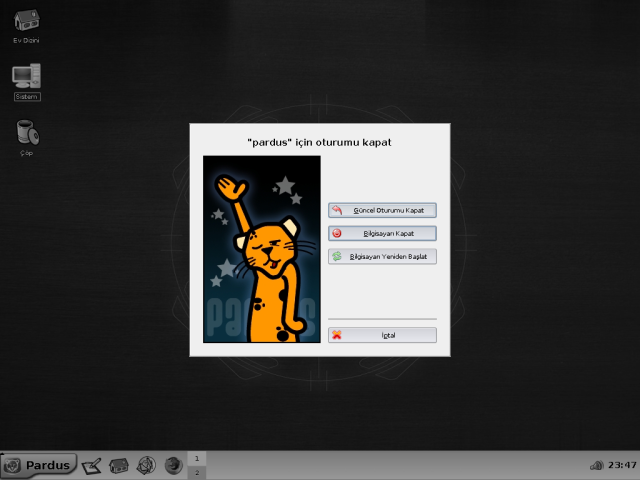 Ev Dizini
Sistem
Çöp
"pardus" için oturumu kapat
Güncel Oturumu Kapat
Bilgisayarı Kapat
Bilgisayarı Yeniden Başlat
İptal
Pardus
1
2
23:47